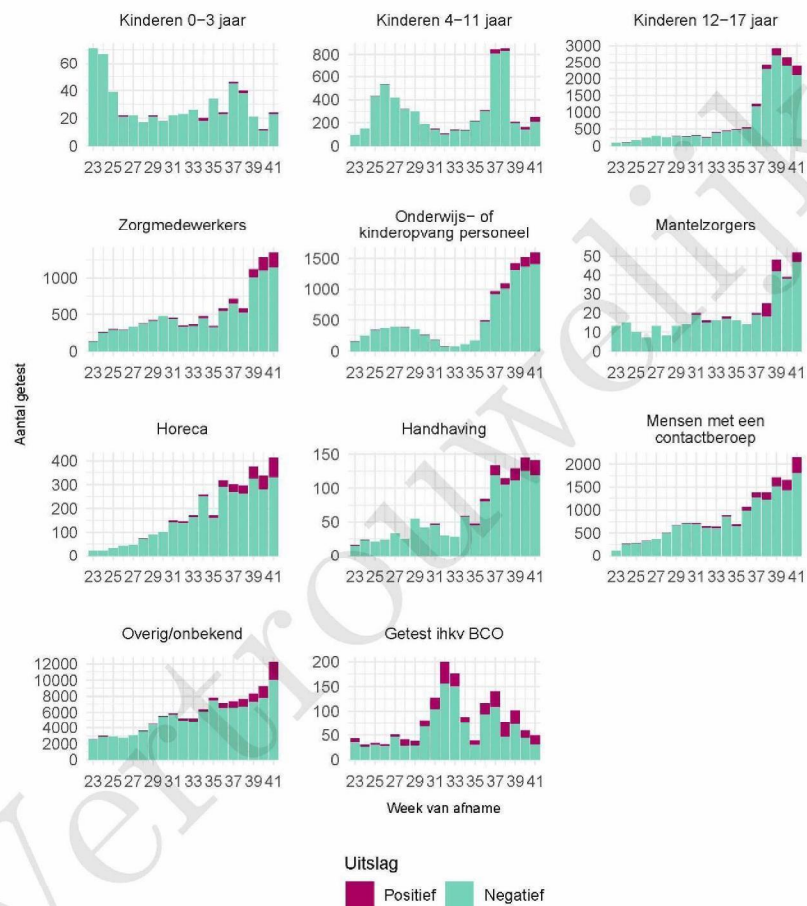 Kinderen 0−3 jaar
Kinderen 4−11 jaar
Kinderen 12−17 jaar
60
40
20
0
23 25 27 29 31 33 35 37 39 41
800
600
400
200
0
23 25 27 29 31 33 35 37 39 41
3000
2500
2000
1500
1000
500
0
23 25 27 29 31 33 35 37 39 41
Zorgmedewerkers
Onderwijs− of
kinderopvang personeel
Mantelzorgers
1000
500
0
23 25 27 29 31 33 35 37 39 41
1500
1000
500
0
23 25 27 29 31 33 35 37 39 41
50
40
30
20
10
0
23 25 27 29 31 33 35 37 39 41
Aantal getest
Horeca
Handhaving
Mensen met een
contactberoep
400
300
200
100
0
23 25 27 29 31 33 35 37 39 41
150
100
50
0
23 25 27 29 31 33 35 37 39 41
2000
1500
1000
500
0
23 25 27 29 31 33 35 37 39 41
Overig/onbekend
Getest ihkv BCO
12000
10000
8000
6000
4000
2000
0
23 25 27 29 31 33 35 37 39 41
200
150
100
50
0
23 25 27 29 31 33 35 37 39 41
Week van afname
Uitslag
Positief
Negatief
Vertrouwelijk